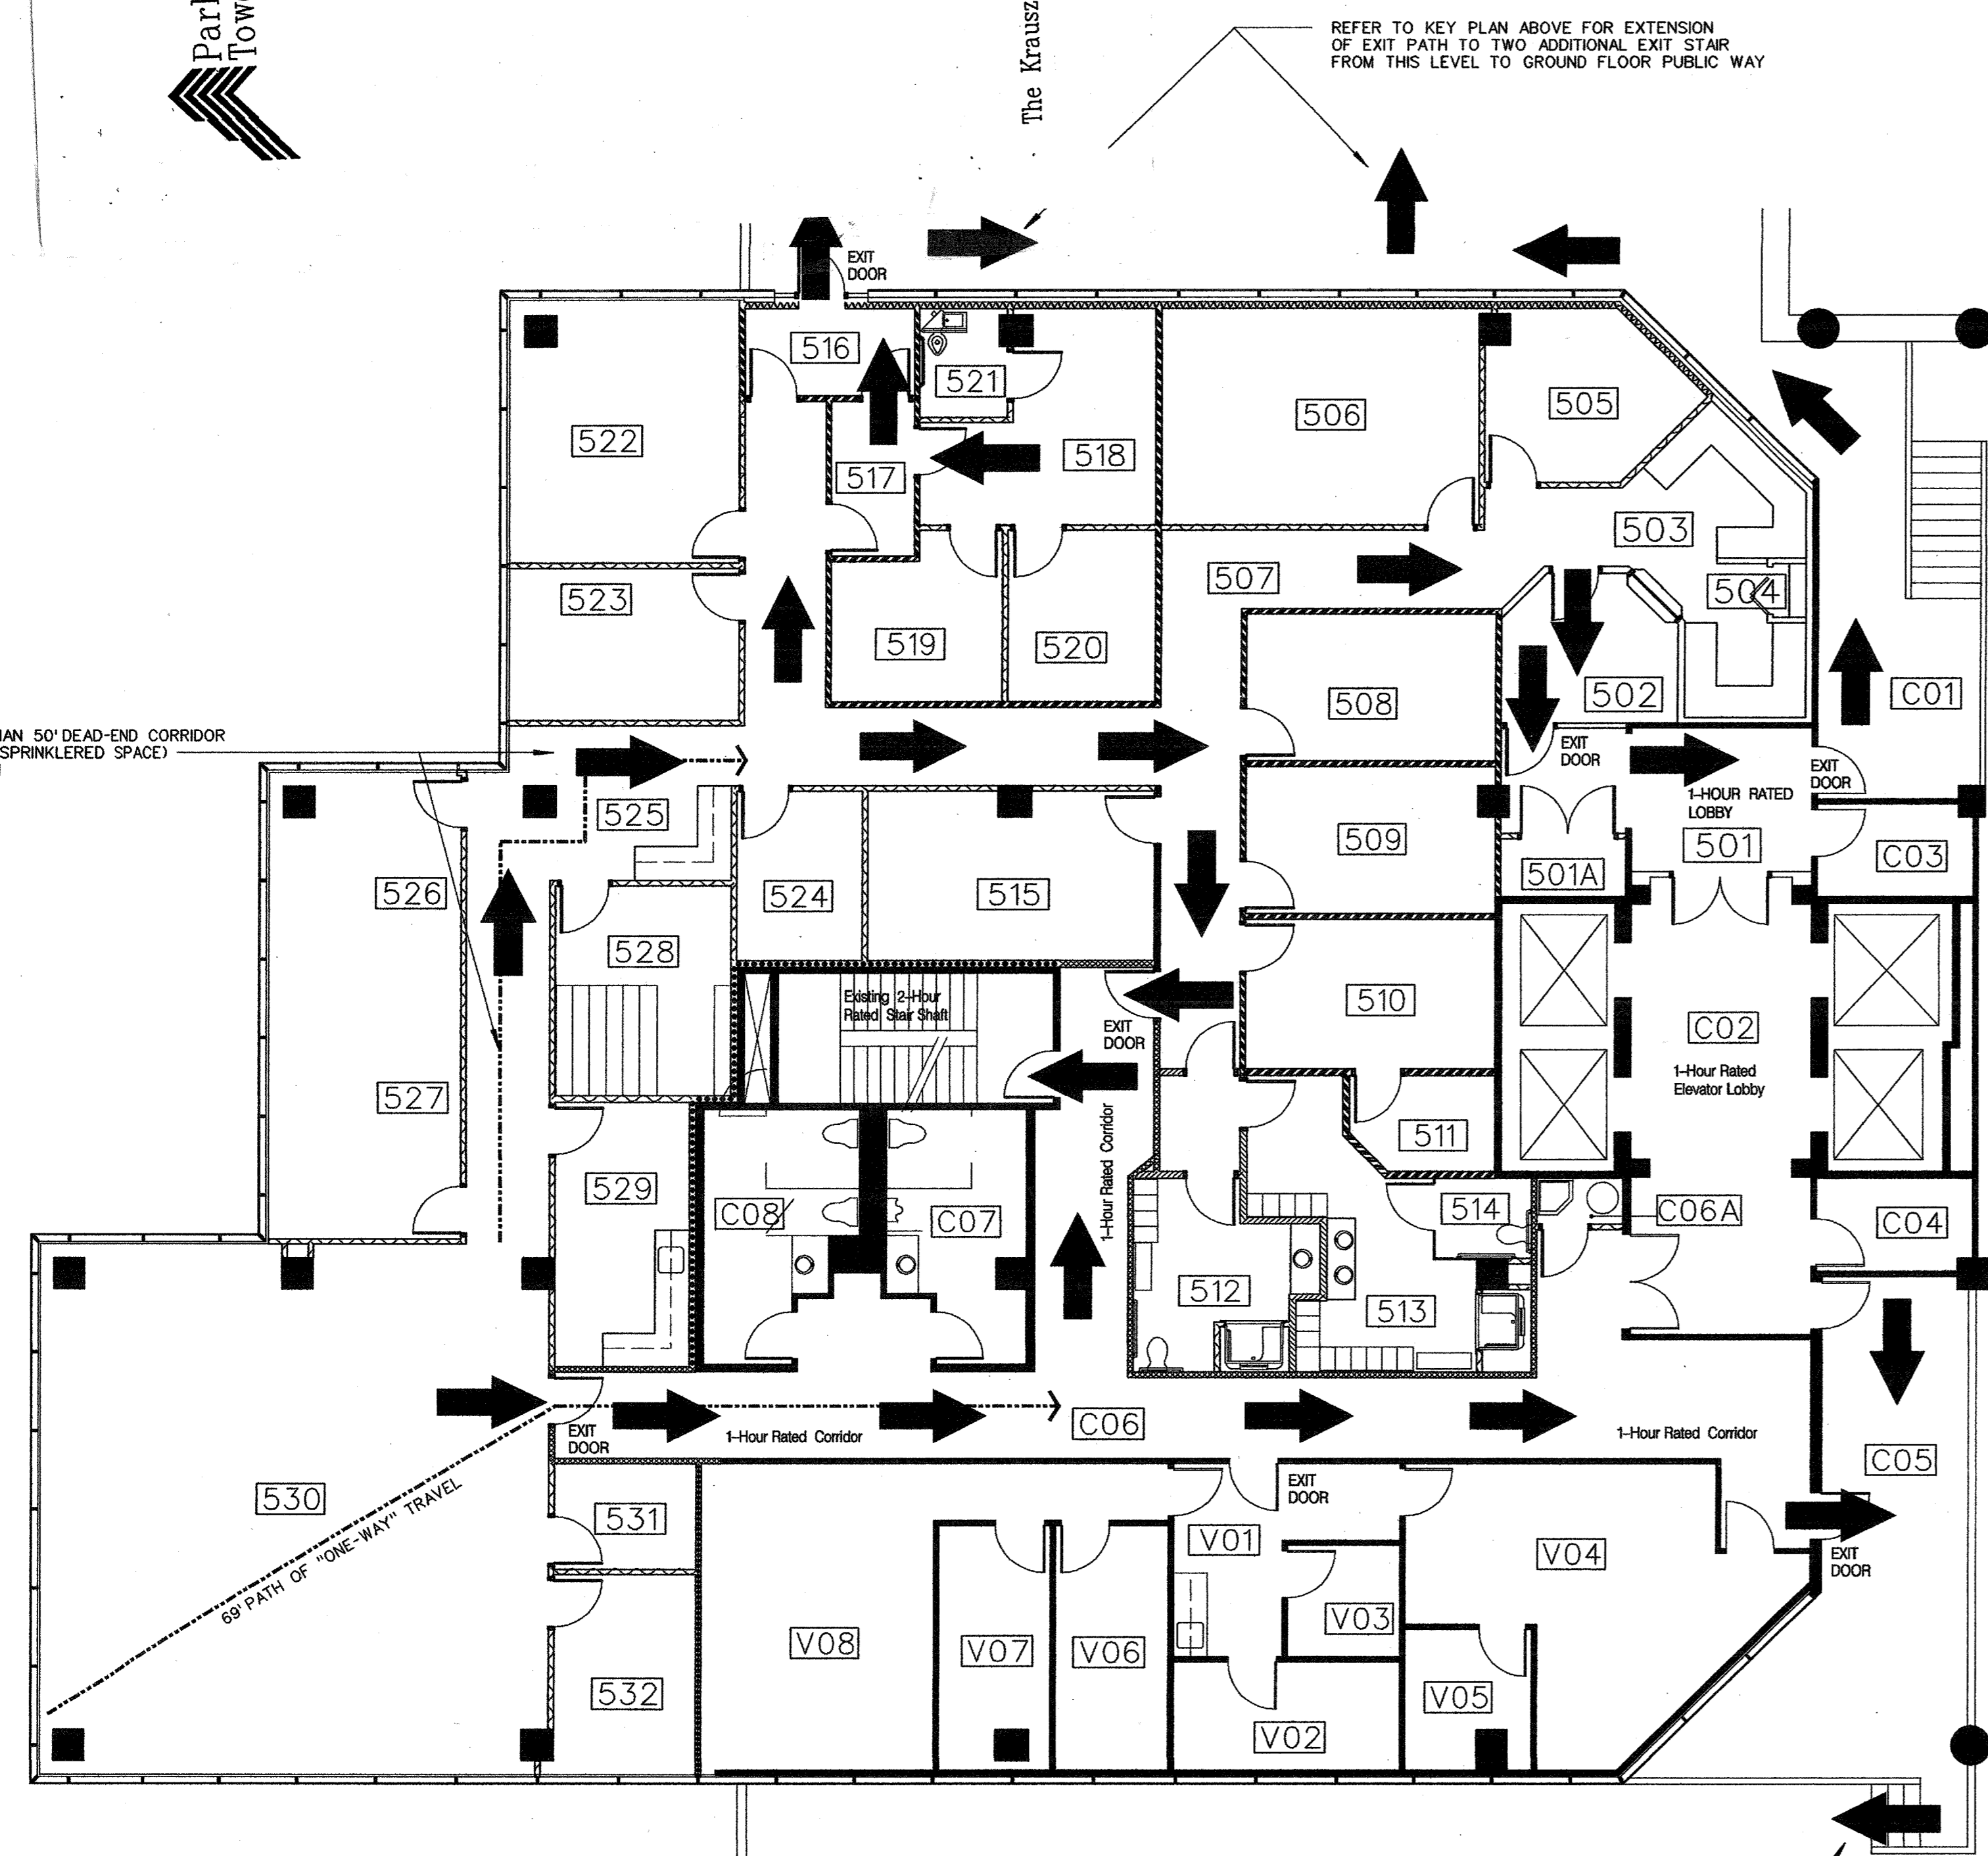 The Krausz
REFER TO KEY PLAN ABOVE FOR EXTENSION
OF EXIT PATH TO TWO ADDITIONAL EXIT STAIR
FROM THIS LEVEL TO GROUND FLOOR PUBLIC WAY
EXIT
DOOR
516
521
522
517
518
506
505
503
507
504
523
519
520
508
502
C01
50' DEAD-END CORRIDOR
SPRINKLERED SPACE)
EXIT
DOOR
EXIT
DOOR
1-HOUR RATED
LOBBY
525
509
501
C03
526
524
515
501A
528
Existing 2-Hour
Rated Stair Shaft
510
EXIT
DOOR
C02
1-Hour Rated
Elevator Lobby
527
511
529
1-Hour Rated Corridor
C08
C07
514
C06A
C04
512
513
C06
EXIT
DOOR
1-Hour Rated Corridor
1-Hour Rated Corridor
C05
530
69' PATH OF "ONE-WAY" TRAVEL
531
EXIT
DOOR
V01
V04
EXIT
DOOR
V03
V08
V07
V06
532
V05
V02